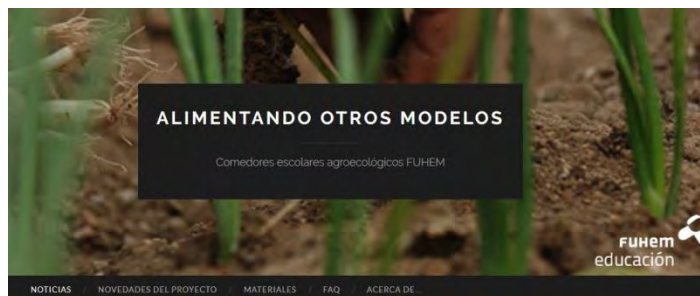 ALIMENTANDO OTROS MODELOS
Comedores escolares agroecológicos FUHEM
FUHem
educación
NOTICIAS / NOVEDADES DEL PROYECTO / MATERIALES / FAQ / ACERCA DE...